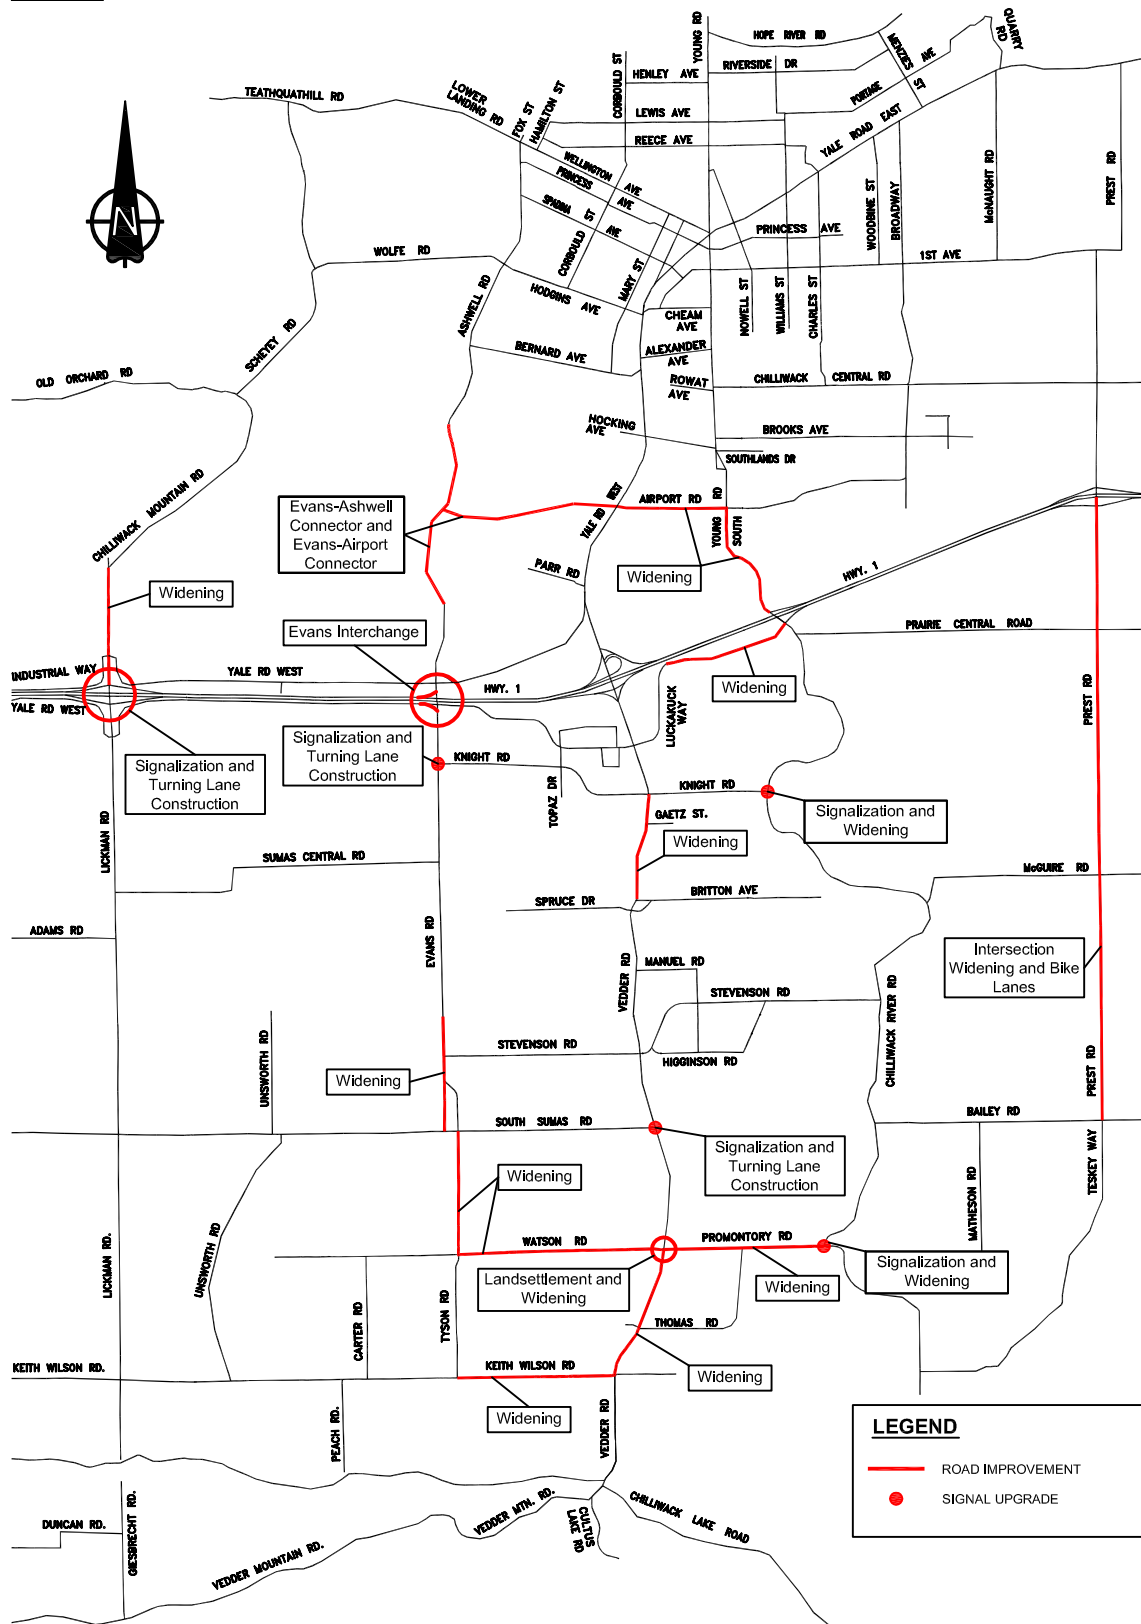 QUARRY
RD
YOUNG RD
HOPE RIVER RD
MENZIES
ST
AVE
PORTAGE
RIVERSIDE DR
HENLEY AVE
CORBOULD ST
LEWIS AVE
REECE AVE
TEATHQUATHILL RD
LOWER
LANDING RD
FOX ST
HAMILTON ST
WELLINGTON AVE
PRINCESS AVE
SPADINA AVE
ST
CORBOULD
MARY ST
YALE ROAD EAST
WOODBINE ST
BROADWAY
McNAUGHT RD
PREST RD
PRINCESS AVE
1ST AVE
N
WOLFE RD
HODGINS AVE
ASHWELL RD
NOWELL ST
WILLIAMS ST
CHARLES ST
CHEAM
AVE
SCHEYEY RD
BERNARD AVE
ALEXANDER
AVE
OLD ORCHARD RD
ROWAT
AVE
CHILLIWACK CENTRAL RD
HOCKING
AVE
BROOKS AVE
SOUTHLANDS DR
CHILLIWACK MOUNTAIN RD
YALE RD WEST
AIRPORT RD
YOUNG RD
SOUTH
Evans-Ashwell
Connector and
Evans-Airport
Connector
PARR RD
Widening
HWY. 1
Widening
Evans Interchange
PRAIRIE CENTRAL ROAD
INDUSTRIAL WAY
YALE RD WEST
YALE RD WEST
HWY. 1
Widening
LUCKAKUCK
WAY
PREST RD
Signalization and
Turning Lane
Construction
Signalization and
Turning Lane
Construction
KNIGHT RD
TOPAZ DR
KNIGHT RD
GAETZ ST.
Signalization and
Widening
LICKMAN RD
Widening
SUMAS CENTRAL RD
McGUIRE RD
SPRUCE DR
BRITTON AVE
ADAMS RD
EVANS RD
VEDDER RD
MANUEL RD
Intersection
Widening and Bike
Lanes
STEVENSON RD
CHILLIWACK RIVER RD
UNSWORTH RD
STEVENSON RD
HIGGINSON RD
PREST RD
Widening
SOUTH SUMAS RD
BAILEY RD
Signalization and
Turning Lane
Construction
TESKEY WAY
Widening
MATHESON RD
WATSON RD
PROMONTORY RD
LICKMAN RD.
UNSWORTH RD
Landsettlement and
Widening
Widening
Signalization and
Widening
CARTER RD
TYSON RD
THOMAS RD
KEITH WILSON RD.
KEITH WILSON RD
Widening
Widening
PEACH RD.
VEDDER RD
LEGEND
ROAD IMPROVEMENT
SIGNAL UPGRADE
DUNCAN RD.
GIESBRECHT RD.
VEDDER MOUNTAIN RD.
VEDDER MTN. RD.
CULTUS
LAKE RD
CHILLIWACK LAKE ROAD